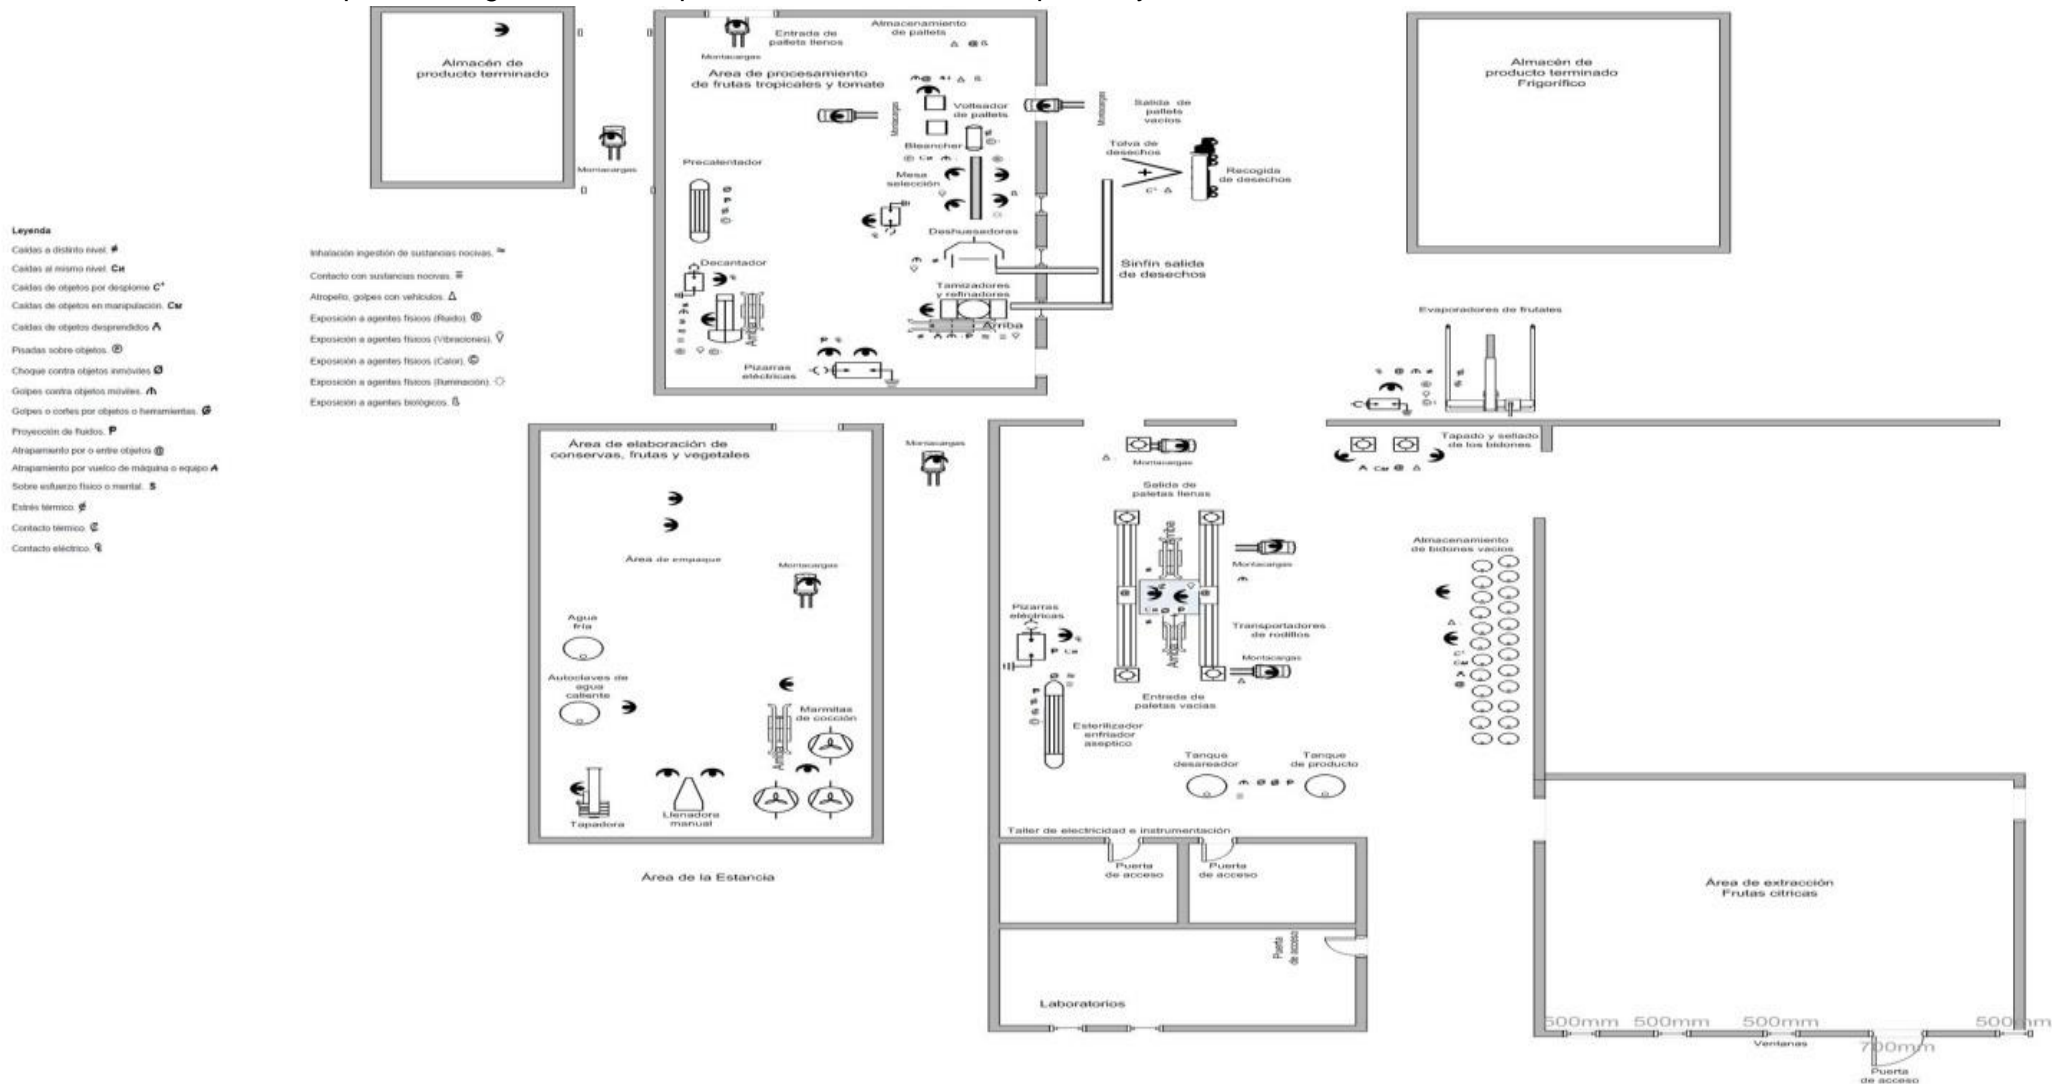 Almacén de
producto terminado
Montacargas
Entrada de
pallets llenos
Montacargas
Almacenamiento
de pallets
Area de procesamiento
de frutas tropicales y tomate
Montacargas
Volteador
de pallets
Bleancher
Mesa
selección
Precalentador
Deshuesadores
Decantador
Tamizadores
y refinadores
Arriba
Arriba
Pizarras
eléctricas
Montacargas
Salida de
pallets
vacios
Tolva de
desechos
Recogida
de desechos
Sinfín salida
de desechos
Almacén de
producto terminado
Frigorífico
Evaporadores de frutales
Leyenda
Caídas a distinto nivel.
Caídas al mismo nivel.
Caídas de objetos por desplome
Caídas de objetos en manipulación.
Caídas de objetos desprendidos
Pisadas sobre objetos.
Choque contra objetos inmóviles
Golpes contra objetos móviles.
Golpes o cortes por objetos o herramientas.
Proyección de fluidos. P
Atrapamiento por o entre objetos
Atrapamiento por vuelco de máquina o equipo
Sobre esfuerzo físico o mental. S
Estrés térmico.
Contacto térmico.
Contacto eléctrico.
Inhalación ingestión de sustancias nocivas.
Contacto con sustancias nocivas.
Atropello, golpes con vehículos. Δ
Exposición a agentes físicos (Ruido).
Exposición a agentes físicos (Vibraciones).
Exposición a agentes físicos (Calor).
Exposición a agentes físicos (Iluminación).
Exposición a agentes biológicos.
Área de elaboración de
conservas, frutas y vegetales
Área de empaque
Montacargas
Agua
fría
Autoclaves de
agua
caliente
Marmitas
de cocción
Arriba
Tapadora
Llenadora
manual
Área de la Estancia
Montacargas
Montacargas
Salida de
paletas llenas
Arriba
Montacargas
Pizarras
eléctricas
Transportadores
de rodillos
Arriba
Montacargas
Entrada de
paletas vacias
Esterilizador
enfriador
aseptico
Tanque
desareador
Tanque
de producto
Tapado y sellado
de los bidones
Almacenamiento
de bidones vacios
Taller de electricidad e instrumentación
Puerta
de acceso
Puerta
de acceso
Puerta
de acceso
Laboratorios
Área de extracción
Frutas citricas
500mm 500mm 500mm 500mm
Ventanas
700mm
Puerta
de acceso